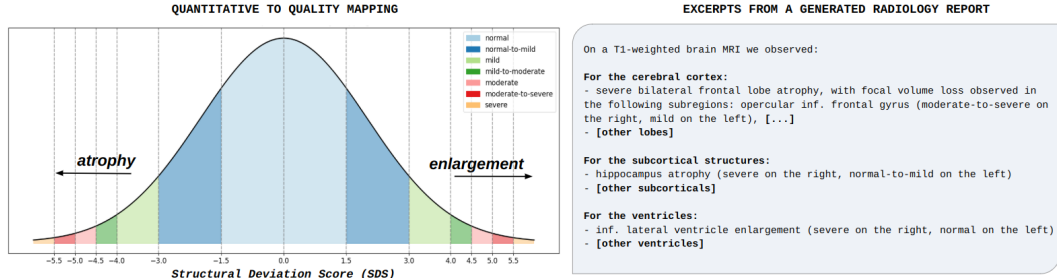 QUANTITATIVE TO QUALITY MAPPING
normal
normal-to-mild
mild
mild-to-moderate
moderate
moderate-to-severe
severe
atrophy
enlargement
−5.5 −5.0 −4.5 −4.0 −3.0 −1.5 0.0 1.5 3.0 4.0 4.5 5.0 5.5
Structural Deviation Score (SDS)
EXCERPTS FROM A GENERATED RADIOLOGY REPORT
On a T1-weighted brain MRI we observed:
For the cerebral cortex:
- severe bilateral frontal lobe atrophy, with focal volume loss observed
in the following subregions: opercular inf. frontal gyrus (moderate-to-severe on
the right, mild on the left), [...]
- [other lobes]
For the subcortical structures:
- hippocampus atrophy (severe on the right, normal-to-mild on the left)
- [other subcorticals]
For the ventricles:
- inf. lateral ventricle enlargement (severe on the right, normal on the left)
- [other ventricles]